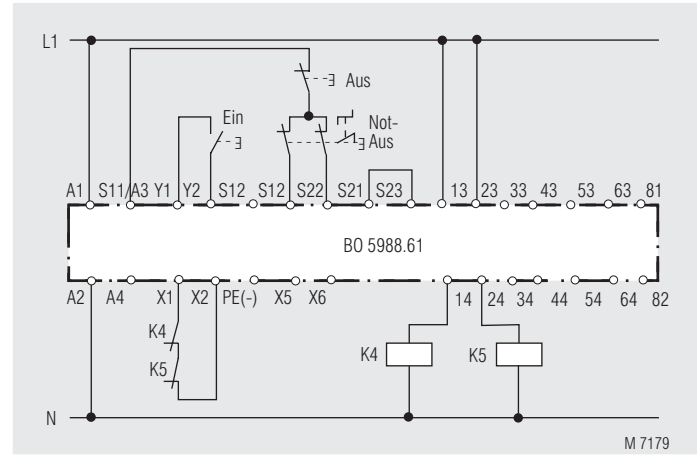 L1
Aus
Ein
Not-
Aus
A1 S11/A3 Y1 Y2 S12 S12 S22 S21 S23 13 23 33 43 53 63 81
BO 5988.61
A2 A4 X1 X2 PE(-) X5 X6 14 24 34 44 54 64 82
K4
K5
K4
K5
N
M 7179